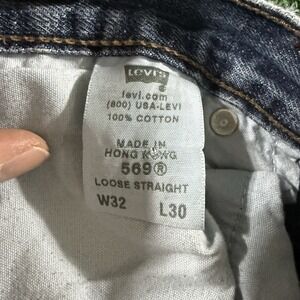 LEVI'S
levi.com
(800) USA-LEVI
100% COTTON
MADE IN
HONG KONG
569®
LOOSE STRAIGHT
W32 L30